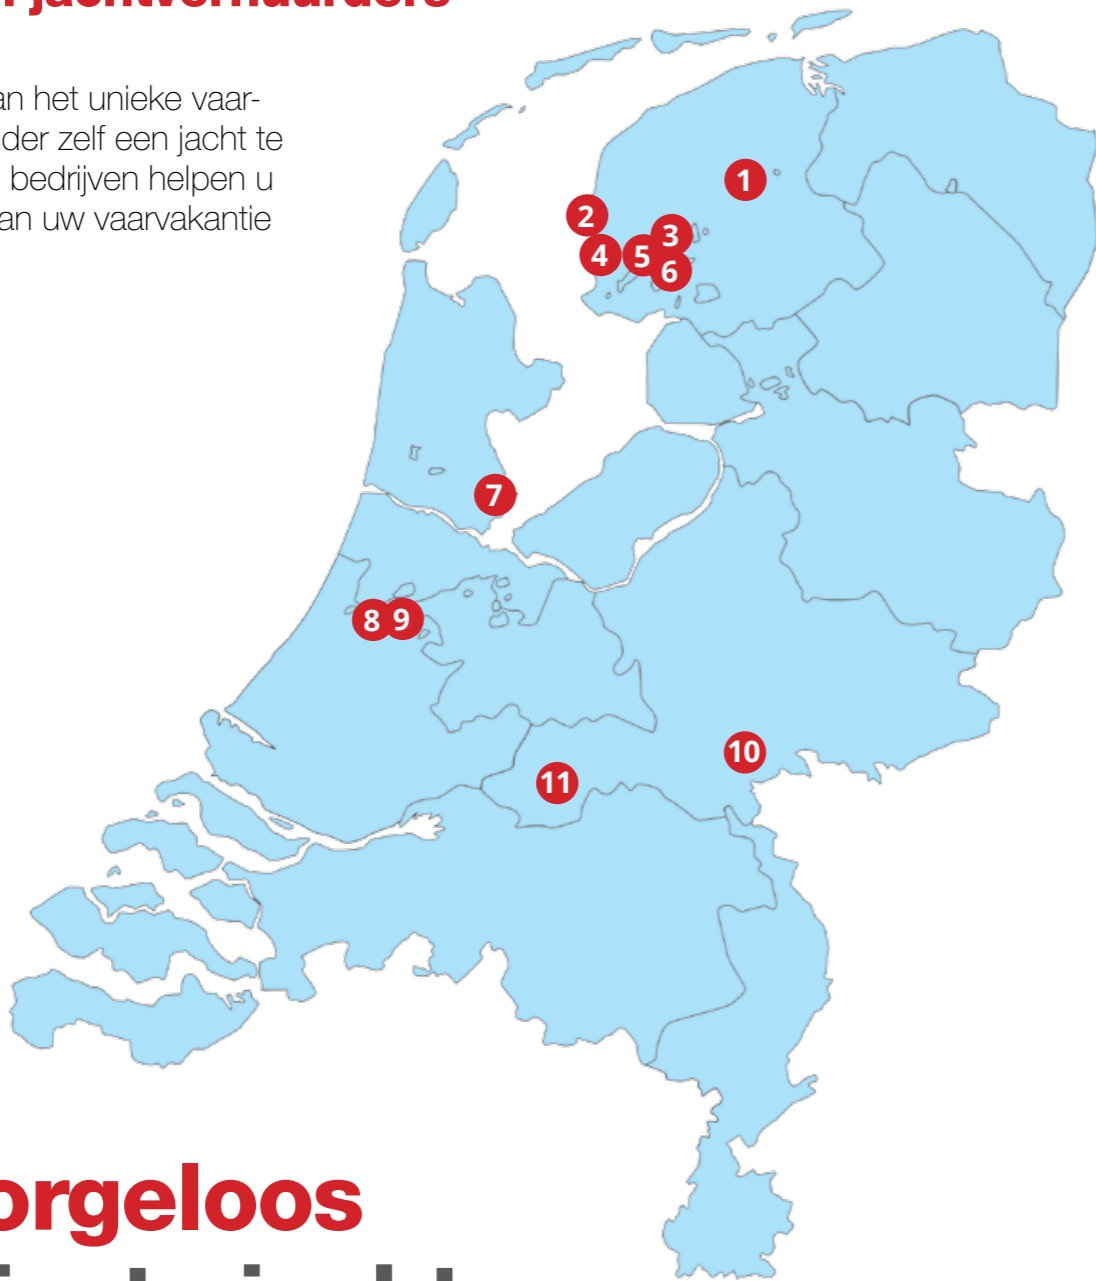 jachtverhuurders
an het unieke vaar-
der zelf een jacht te
bedrijven helpen u
an uw vaarvakantie
1
2
3
4
5
6
7
8
9
10
11
orgeloos